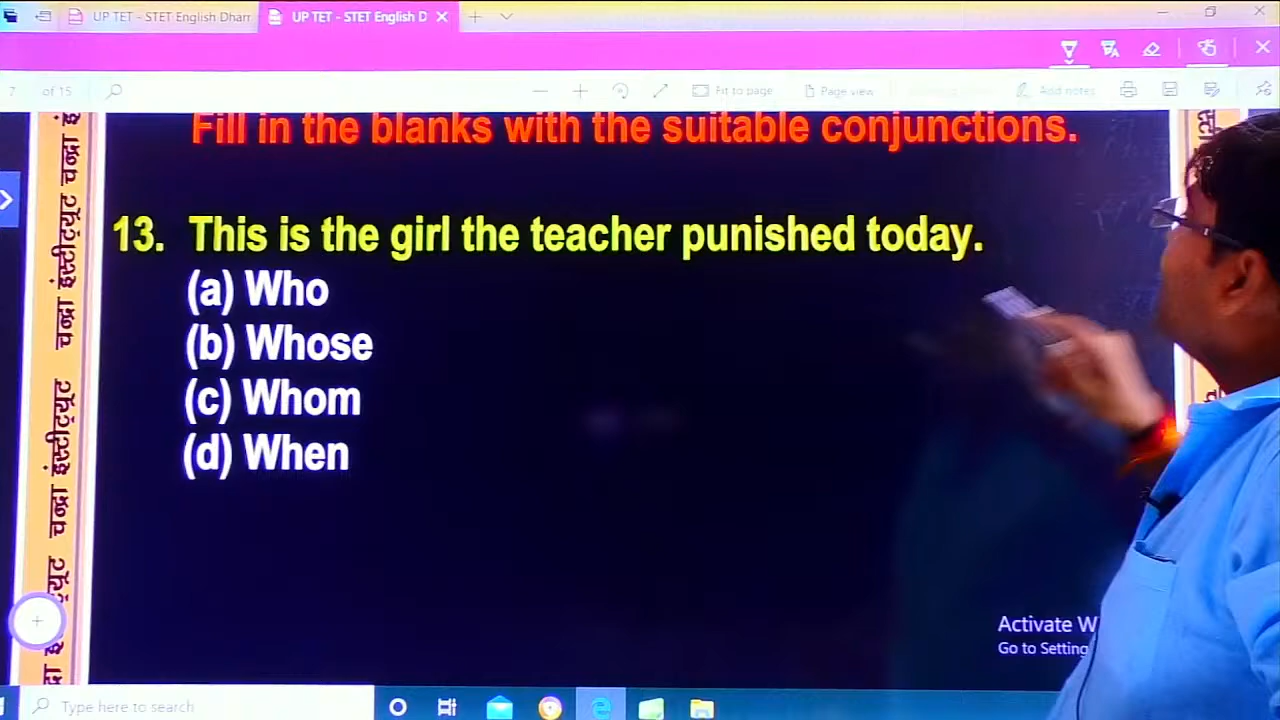 UP TET - STET English Dharr
UP TET - STET English D
7 of 15
Fit to page
Page view
Add notes
Fill in the blanks with the suitable conjunctions.
13. This is the girl the teacher punished today.
(a) Who
(b) Whose
(c) Whom
(d) When
Activate W
Go to Setting
Type here to search